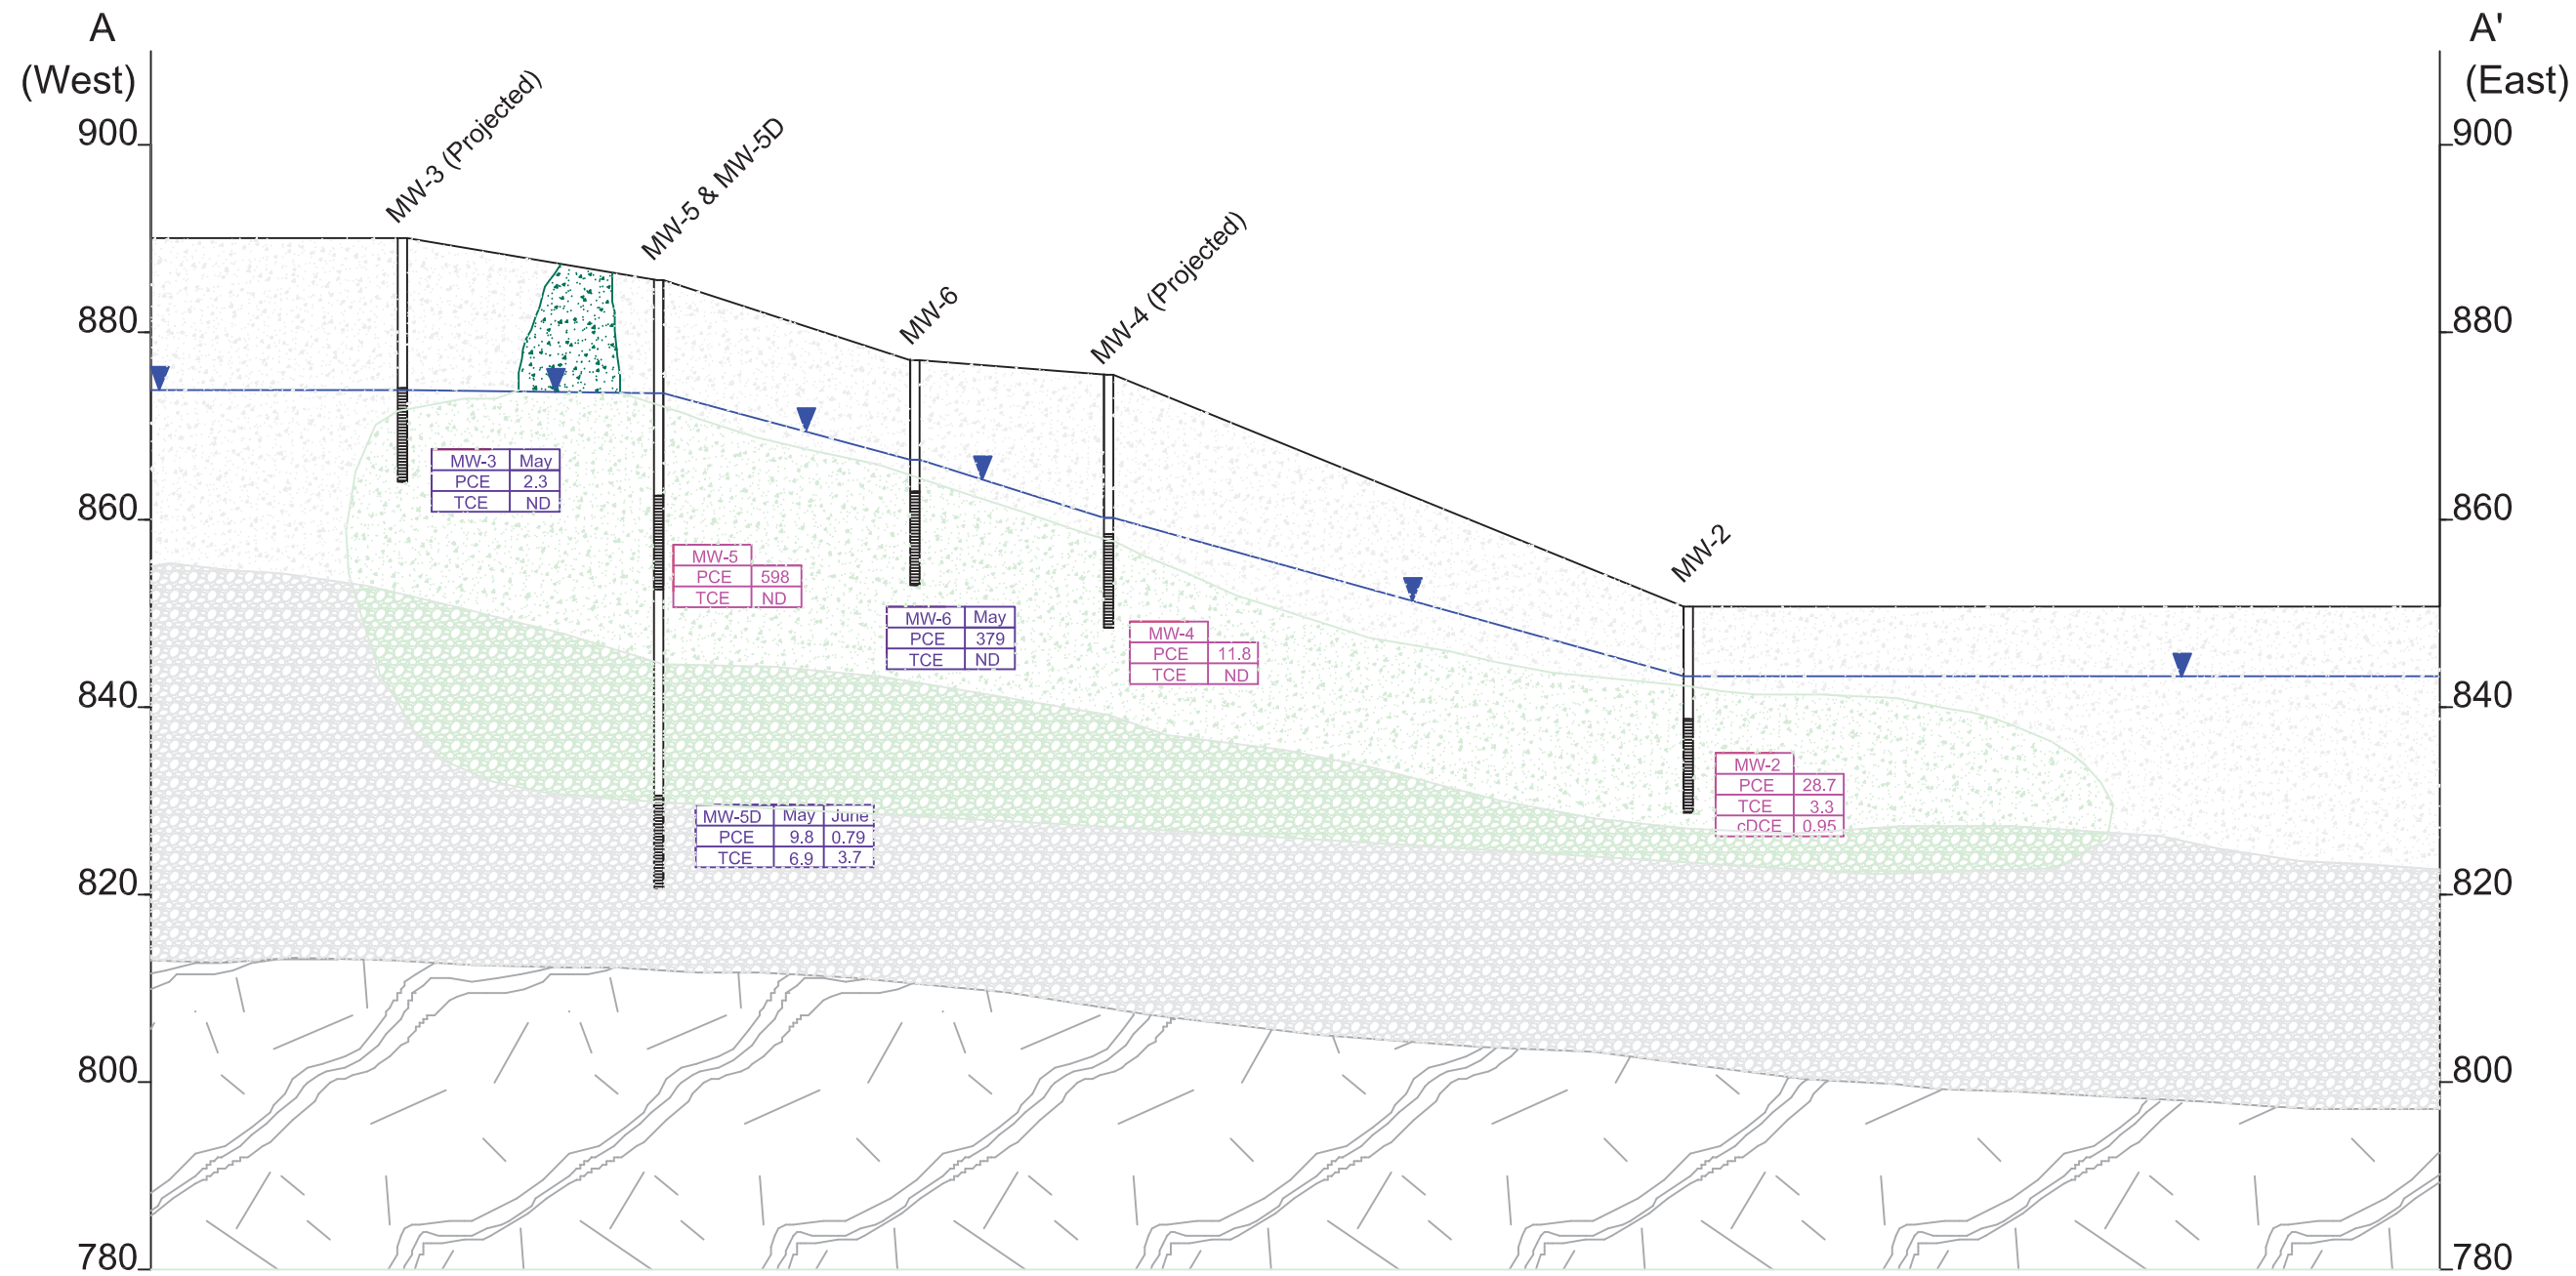 A
(West)
A'
(East)
MW-3 (Projected)
MW-5 & MW-5D
MW-6
MW-4 (Projected)
MW-2
900
880
860
840
820
800
780
900
880
860
840
820
800
780
MW-3 May
PCE 2.3
TCE ND
MW-5
PCE 598
TCE ND
MW-6 May
PCE 379
TCE ND
MW-4
PCE 11.8
TCE ND
MW-2
PCE 28.7
TCE 3.3
cDCE 0.95
MW-5D May June
PCE 9.8 0.79
TCE 6.9 3.7